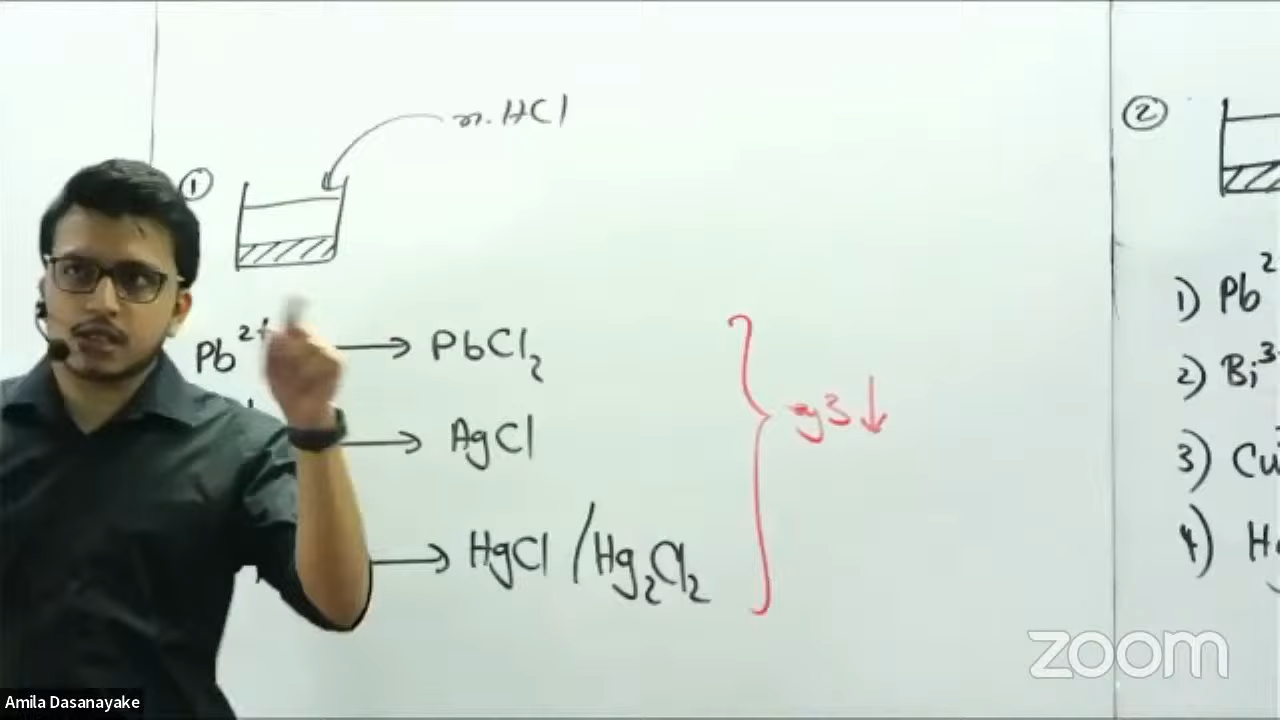 . HCl
①
Pb²⁺ → PbCl₂
→ AgCl
→ HgCl / Hg₂Cl₂
↓
②
1) Pb²
2) Bi³
3) Cu
4) H
zoom
Amila Dasanayake